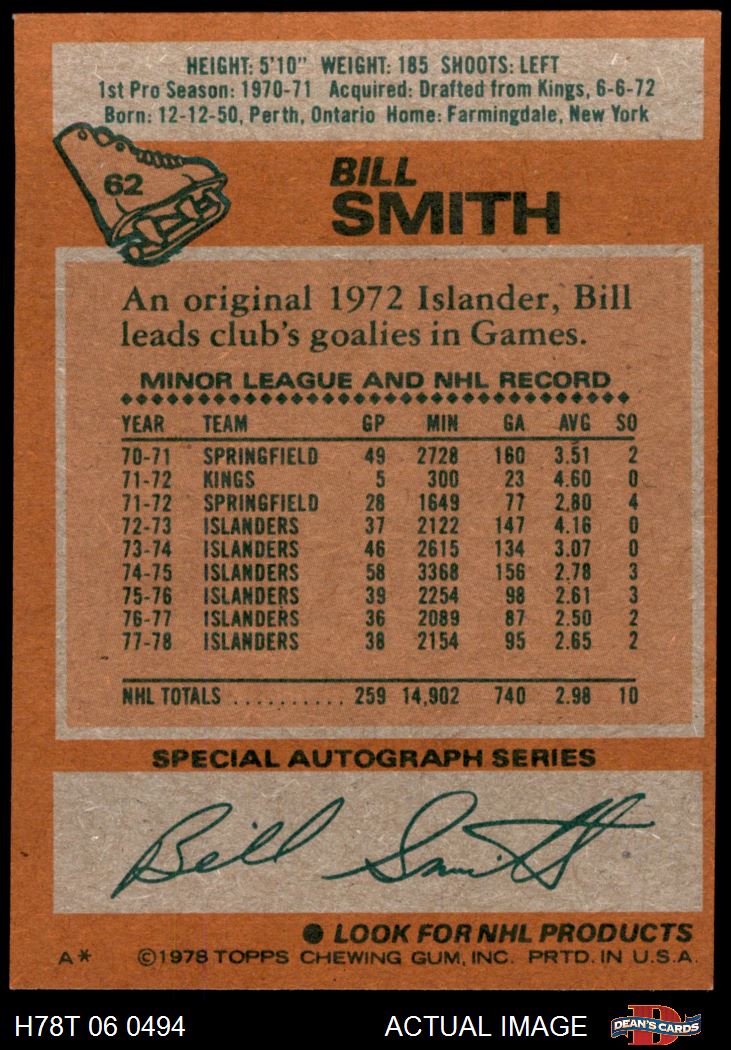 HEIGHT: 5'10" WEIGHT: 185 SHOOTS: LEFT
1st Pro Season: 1970-71 Acquired: Drafted from Kings, 6-6-72
Born: 12-12-50, Perth, Ontario Home: Farmingdale, New York
62
BILL
SMITH
An original 1972 Islander, Bill
leads club's goalies in Games.
MINOR LEAGUE AND NHL RECORD
YEAR TEAM GP MIN GA AVG SO
70-71 SPRINGFIELD 49 2728 160 3.51 2
71-72 KINGS 5 300 23 4.60 0
71-72 SPRINGFIELD 28 1649 77 2.80 4
72-73 ISLANDERS 37 2122 147 4.16 0
73-74 ISLANDERS 46 2615 134 3.07 0
74-75 ISLANDERS 58 3368 156 2.78 3
75-76 ISLANDERS 39 2254 98 2.61 3
76-77 ISLANDERS 36 2089 87 2.50 2
77-78 ISLANDERS 38 2154 95 2.65 2
NHL TOTALS .......... 259 14,902 740 2.98 10
SPECIAL AUTOGRAPH SERIES
Bill Smith
● LOOK FOR NHL PRODUCTS
A* ©1978 TOPPS CHEWING GUM, INC. PRTD. IN U.S.A.
H78T 06 0494 ACTUAL IMAGE D DEAN'S CARDS